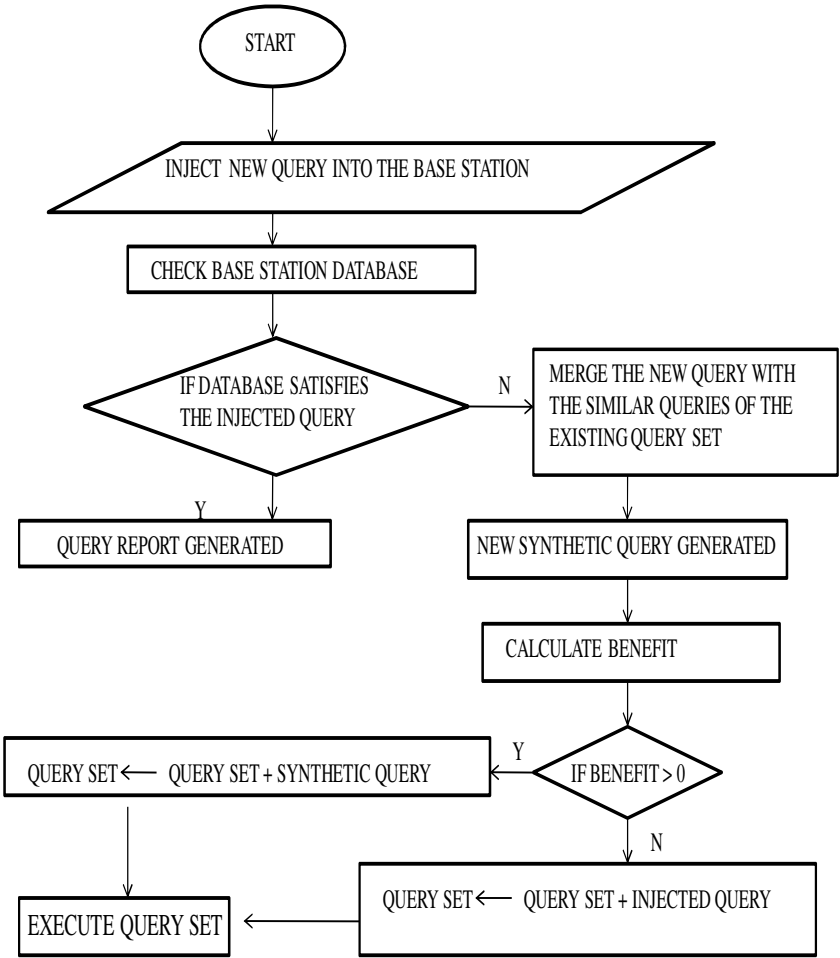 START
INJECT NEW QUERY INTO THE BASE STATION
CHECK BASE STATION DATABASE
IF DATABASE SATISFIES
THE INJECTED QUERY
N
MERGE THE NEW QUERY WITH
THE SIMILAR QUERIES OF THE
EXISTING QUERY SET
Y
QUERY REPORT GENERATED
NEW SYNTHETIC QUERY GENERATED
CALCULATE BENEFIT
IF BENEFIT > 0
Y
QUERY SET ← QUERY SET + SYNTHETIC QUERY
N
QUERY SET ← QUERY SET + INJECTED QUERY
EXECUTE QUERY SET